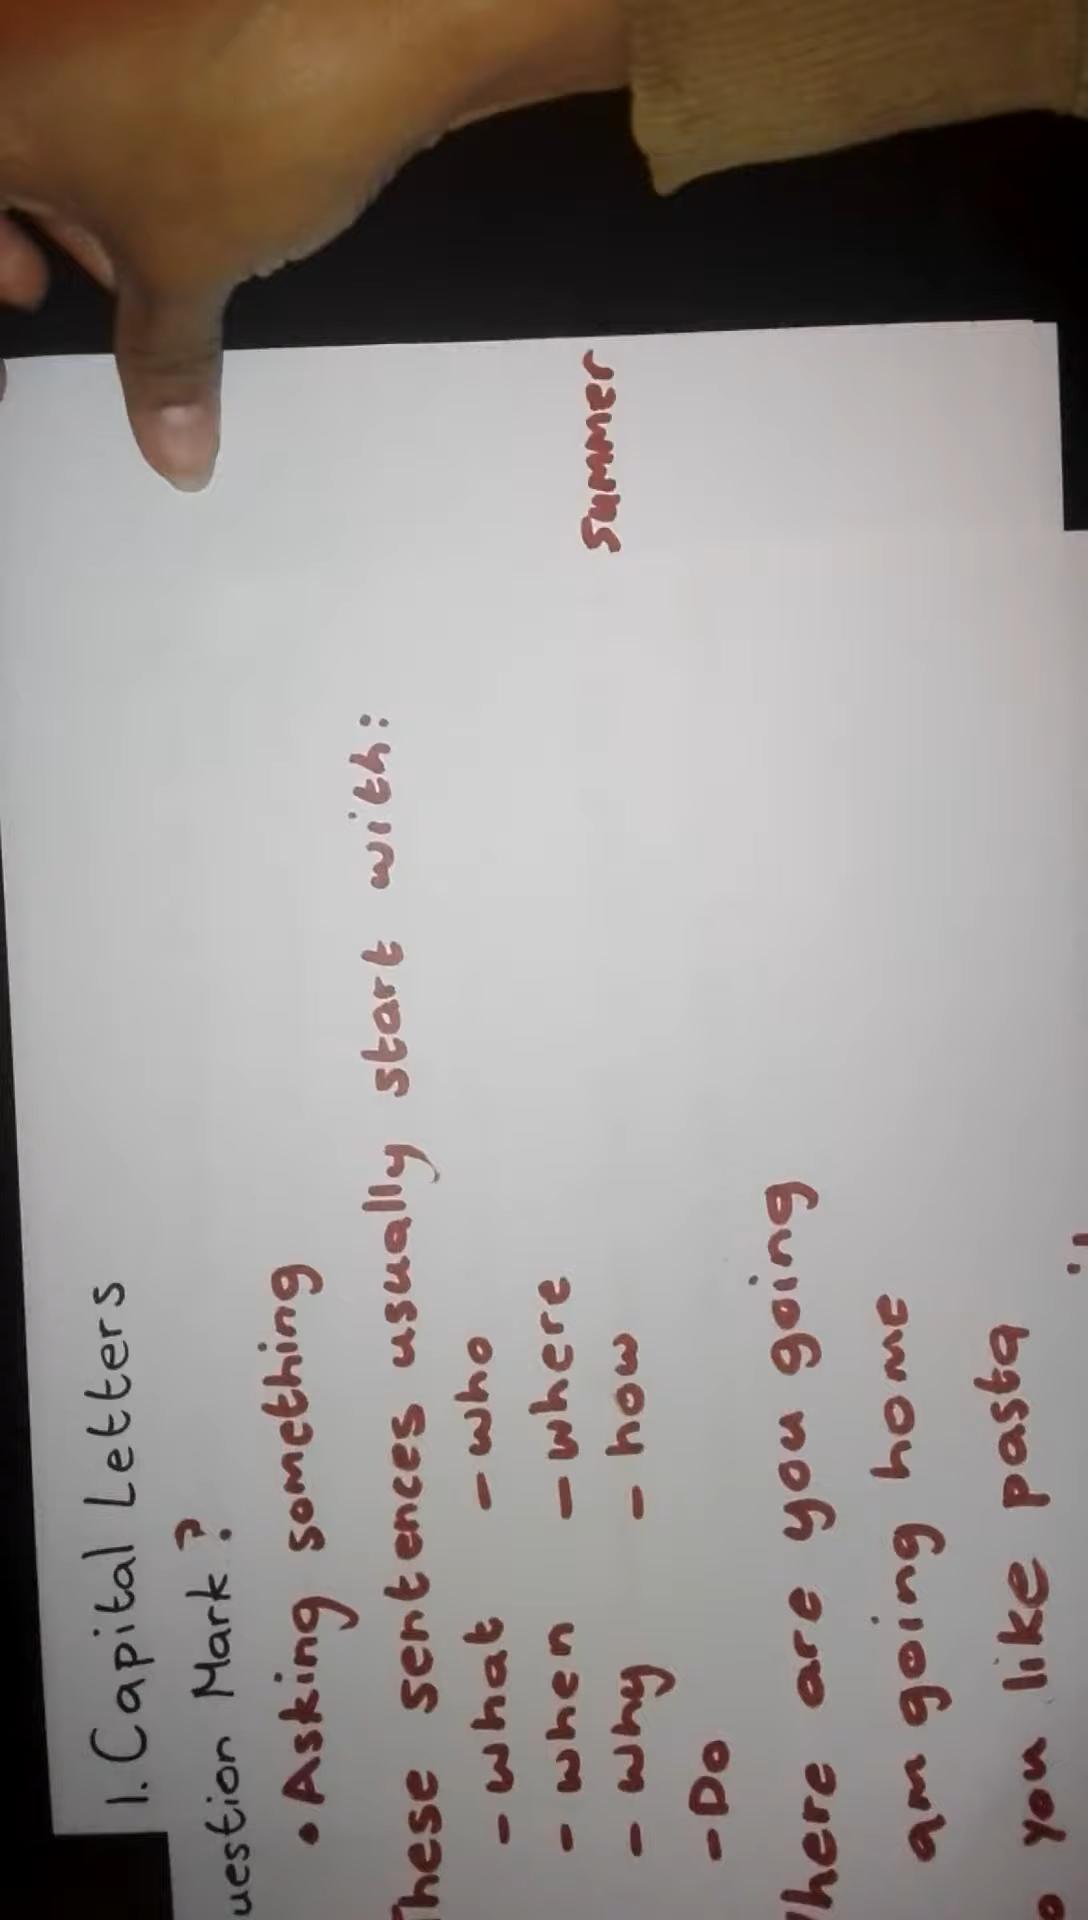 1. Capital Letters
uestion Mark ?
• Asking something
These sentences usually start with:
- what - who
- when - where
- why - how
summer
- Do
here are you going
am going home
o you like pasta